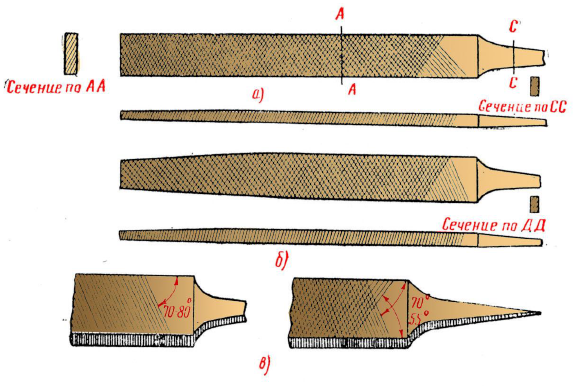 А
С
А
С
Сечение по АА
а)
Сечение по СС
Сечение по ДД
б)
70-80°
70°
55°
в)